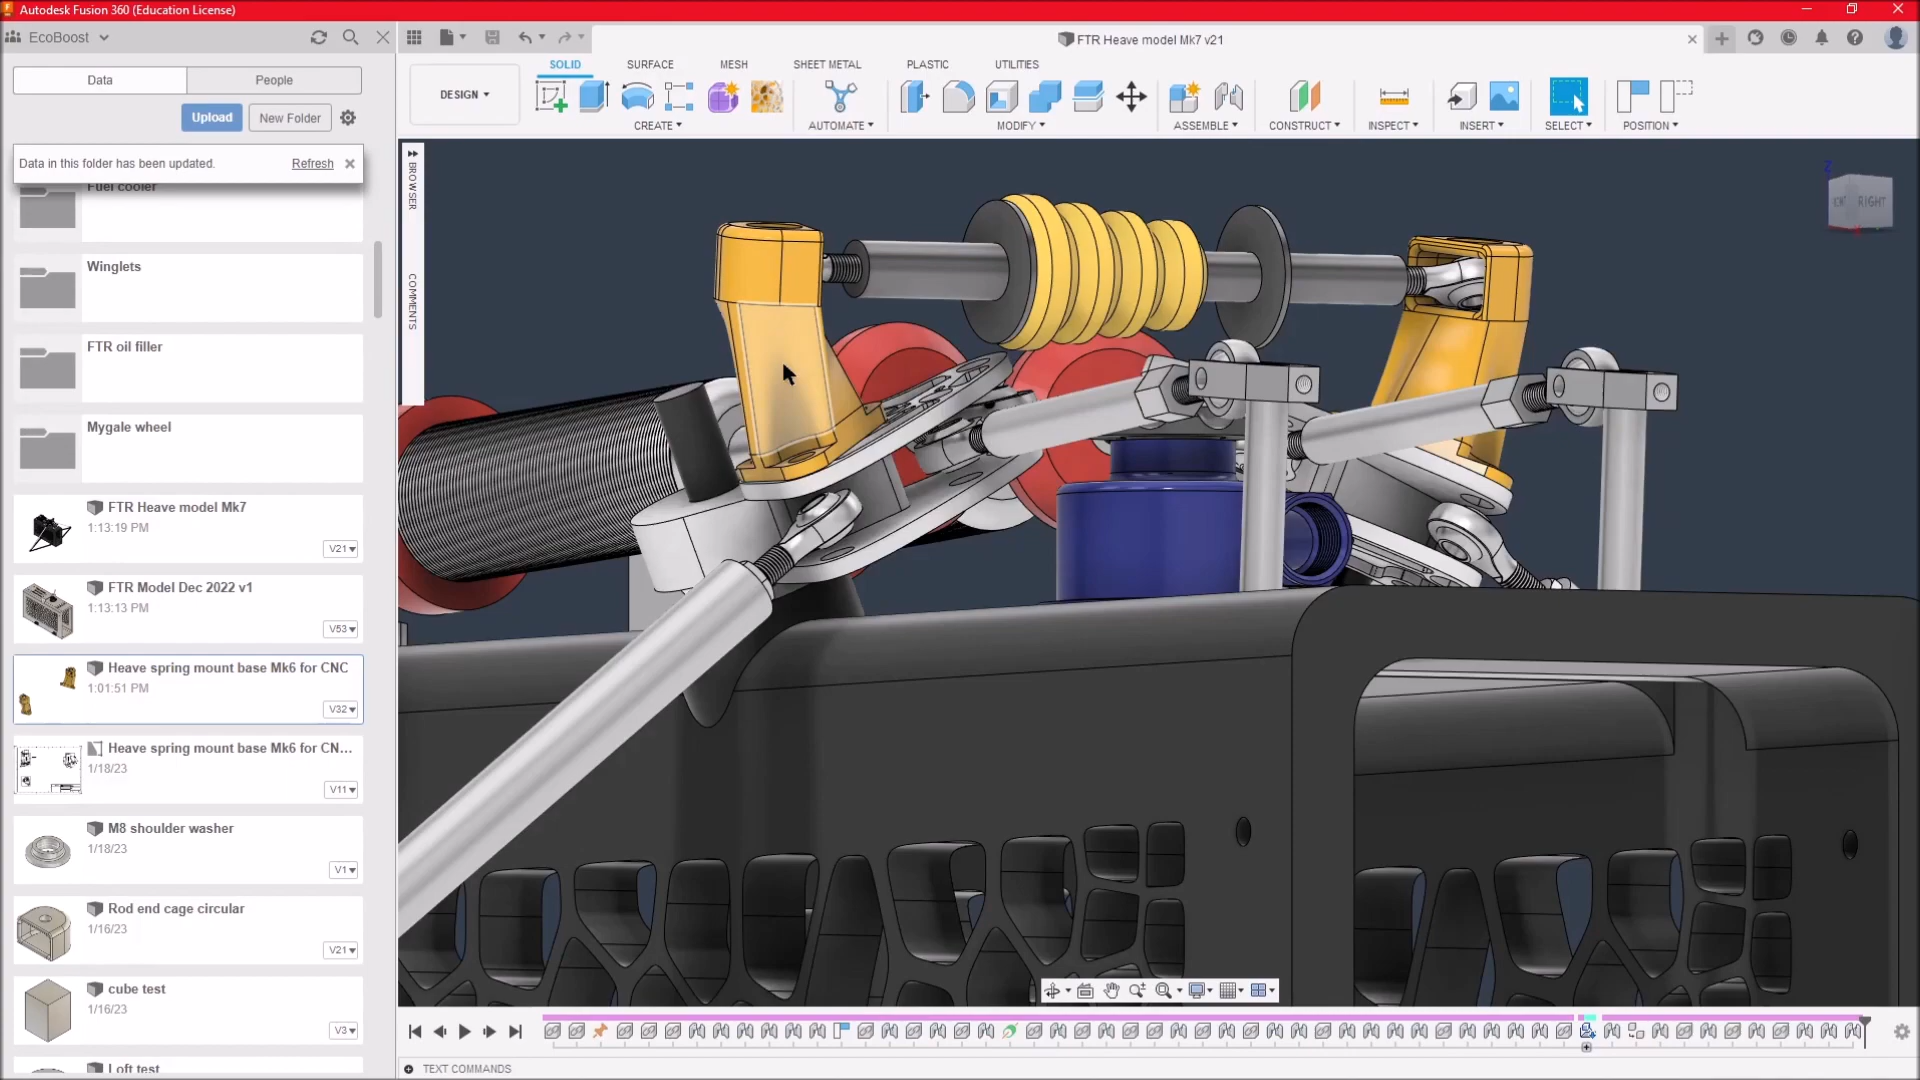 Autodesk Fusion 360 (Education License)
EcoBoost
FTR Heave model Mk7 v21
Data
People
Upload
New Folder
Data in this folder has been updated.
Refresh
Fuel cooler
Winglets
FTR oil filler
Mygale wheel
FTR Heave model Mk7
1:13:19 PM
V21
FTR Model Dec 2022 v1
1:13:13 PM
V53
Heave spring mount base Mk6 for CNC
1:01:51 PM
V32
Heave spring mount base Mk6 for CN...
1/18/23
V11
M8 shoulder washer
1/18/23
V1
Rod end cage circular
1/16/23
V21
cube test
1/16/23
V3
Loft test
DESIGN
SOLID
SURFACE
MESH
SHEET METAL
PLASTIC
UTILITIES
CREATE
AUTOMATE
MODIFY
ASSEMBLE
CONSTRUCT
INSPECT
INSERT
SELECT
POSITION
BROWSER
COMMENTS
Z
RIGHT
TEXT COMMANDS